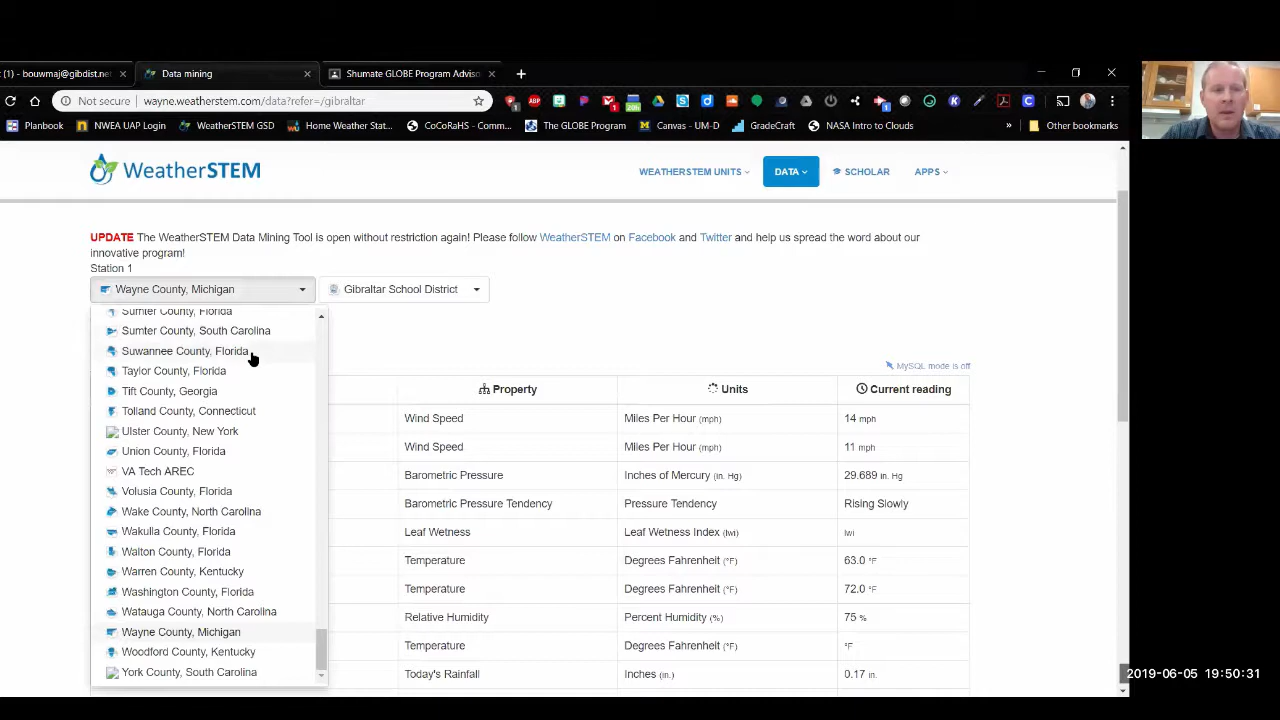 (1) - bouwmaj@gibdist.net × Data mining × Shumate GLOBE Program Adviso × +
Not secure wayne.weatherstem.com/data?refer=/gibraltar
Planbook NWEA UAP Login WeatherSTEM GSD Home Weather Stat... CoCoRaHS - Comm... The GLOBE Program Canvas - UM-D GradeCraft NASA Intro to Clouds » Other bookmarks
WeatherSTEM WEATHERSTEM UNITS DATA SCHOLAR APPS
UPDATE The WeatherSTEM Data Mining Tool is open without restriction again! Please follow WeatherSTEM on Facebook and Twitter and help us spread the word about our
innovative program!
Station 1
Wayne County, Michigan Gibraltar School District
Sumter County, Florida
Sumter County, South Carolina
Suwannee County, Florida
MySQL mode is off
Taylor County, Florida
Tift County, Georgia
Property Units Current reading
Tolland County, Connecticut
Wind Speed Miles Per Hour (mph) 14 mph
Ulster County, New York
Union County, Florida
Wind Speed Miles Per Hour (mph) 11 mph
VA Tech AREC
Barometric Pressure Inches of Mercury (in. Hg) 29.689 in. Hg
Volusia County, Florida
Barometric Pressure Tendency Pressure Tendency Rising Slowly
Wake County, North Carolina
Wakulla County, Florida
Leaf Wetness Leaf Wetness Index (lwi) lwi
Walton County, Florida
Temperature Degrees Fahrenheit (°F) 63.0 °F
Warren County, Kentucky
Washington County, Florida
Temperature Degrees Fahrenheit (°F) 72.0 °F
Watauga County, North Carolina
Relative Humidity Percent Humidity (%) 75 %
Wayne County, Michigan
Temperature Degrees Fahrenheit (°F) °F
Woodford County, Kentucky
York County, South Carolina
Today's Rainfall Inches (in.) 0.17 in.
2019-06-05 19:50:31